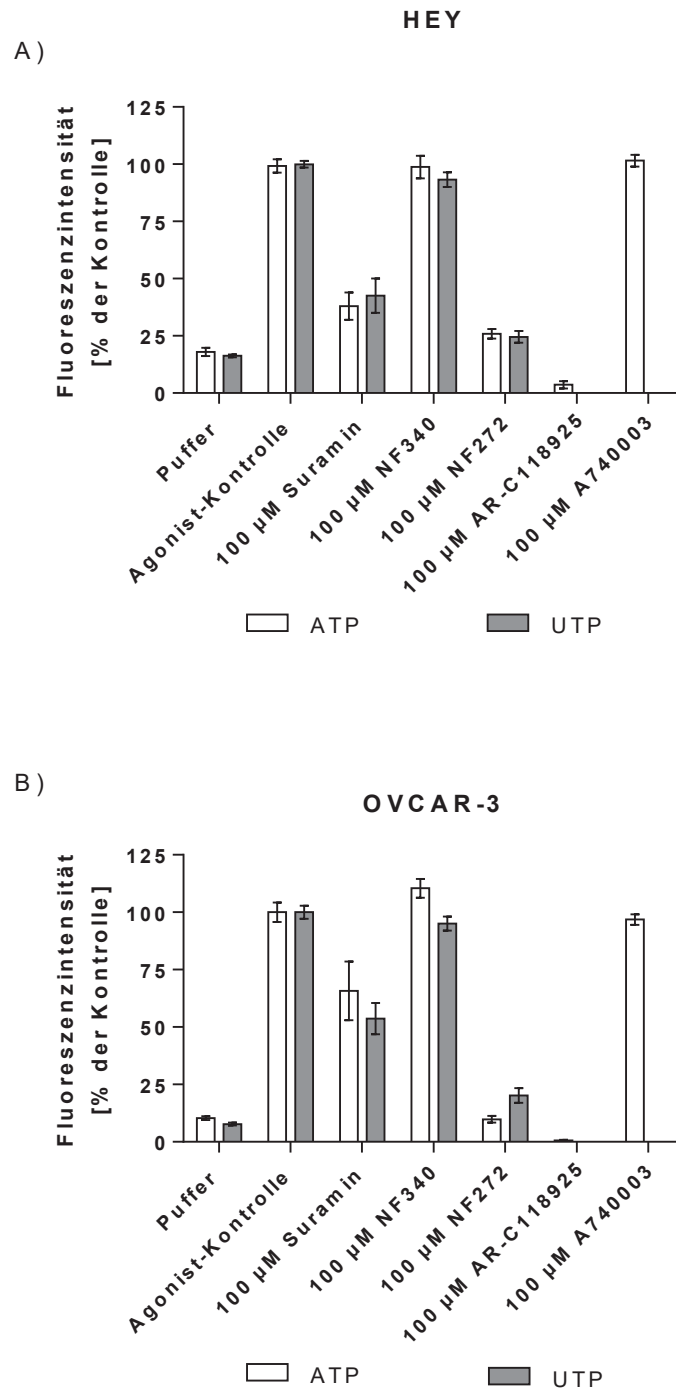 HEY
A)
Fluoreszenzintensität
[% der Kontrolle]
125
100
75
50
25
0
Puffer
Agonist-Kontrolle
100 µM Suramin
100 µM NF340
100 µM NF272
100 µM AR-C118925
100 µM A740003
ATP
UTP
B)
OVCAR-3
Fluoreszenzintensität
[% der Kontrolle]
125
100
75
50
25
0
Puffer
Agonist-Kontrolle
100 µM Suramin
100 µM NF340
100 µM NF272
100 µM AR-C118925
100 µM A740003
ATP
UTP